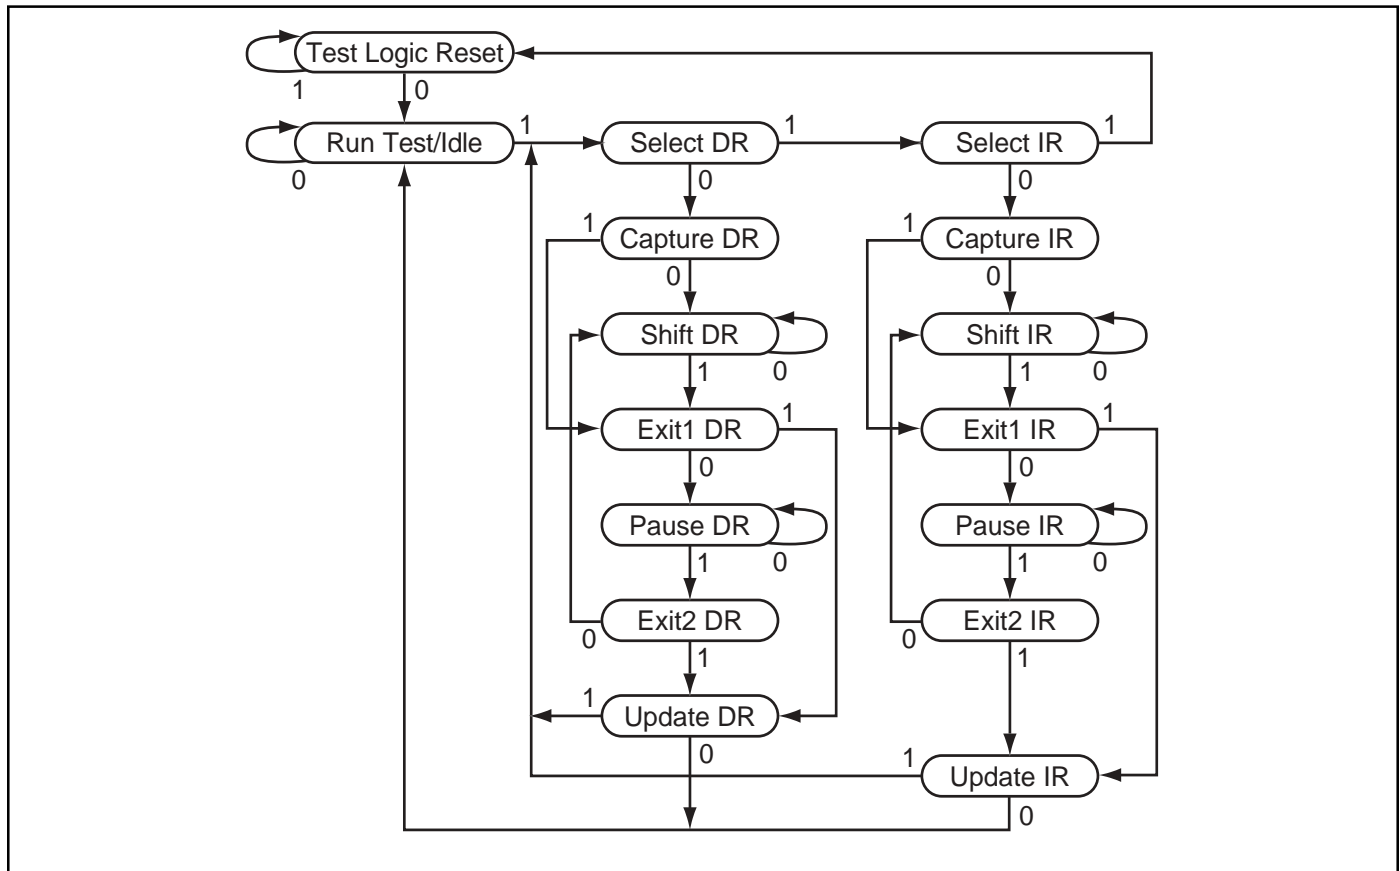 Test Logic Reset
1 0
Run Test/Idle 1 Select DR 1 Select IR 1
0 0 0
1 Capture DR 1 Capture IR
0 0
Shift DR Shift IR
1 0 1 0
Exit1 DR 1 Exit1 IR 1
0 0
Pause DR Pause IR
1 0 1 0
Exit2 DR Exit2 IR
0 1 0 1
1 Update DR
0 1 Update IR
0